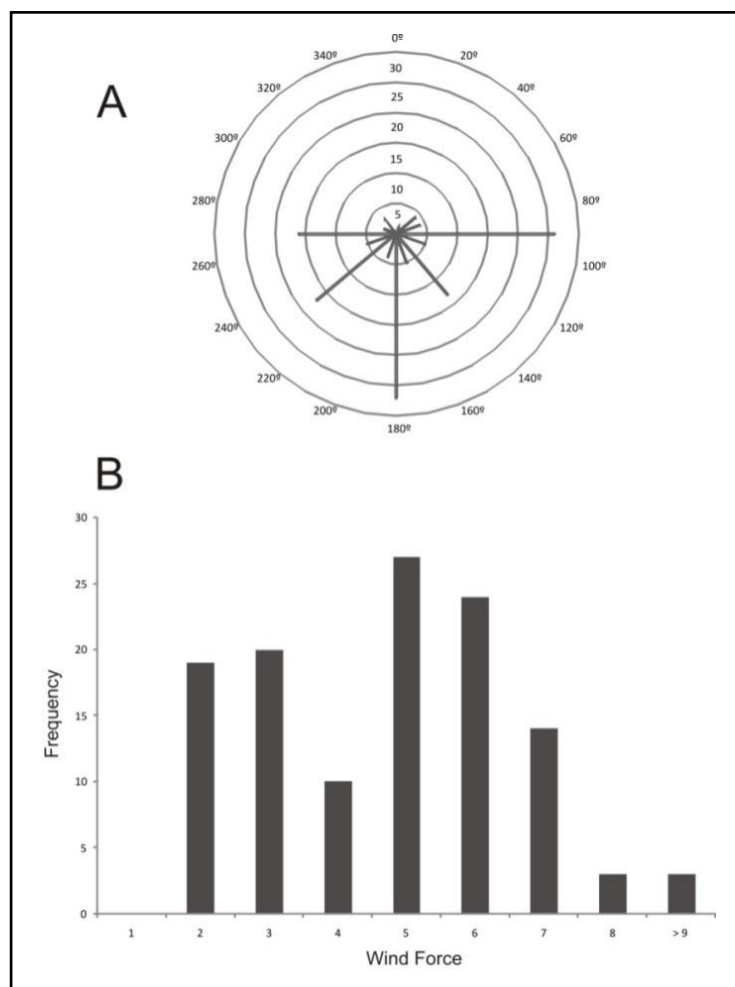 A
0º
340º
20º
320º
30
40º
25
300º
20
60º
15
280º
10
80º
5
260º
100º
240º
120º
220º
140º
200º
160º
180º
B
30
25
20
15
10
5
0
Frequency
1 2 3 4 5 6 7 8 > 9
Wind Force